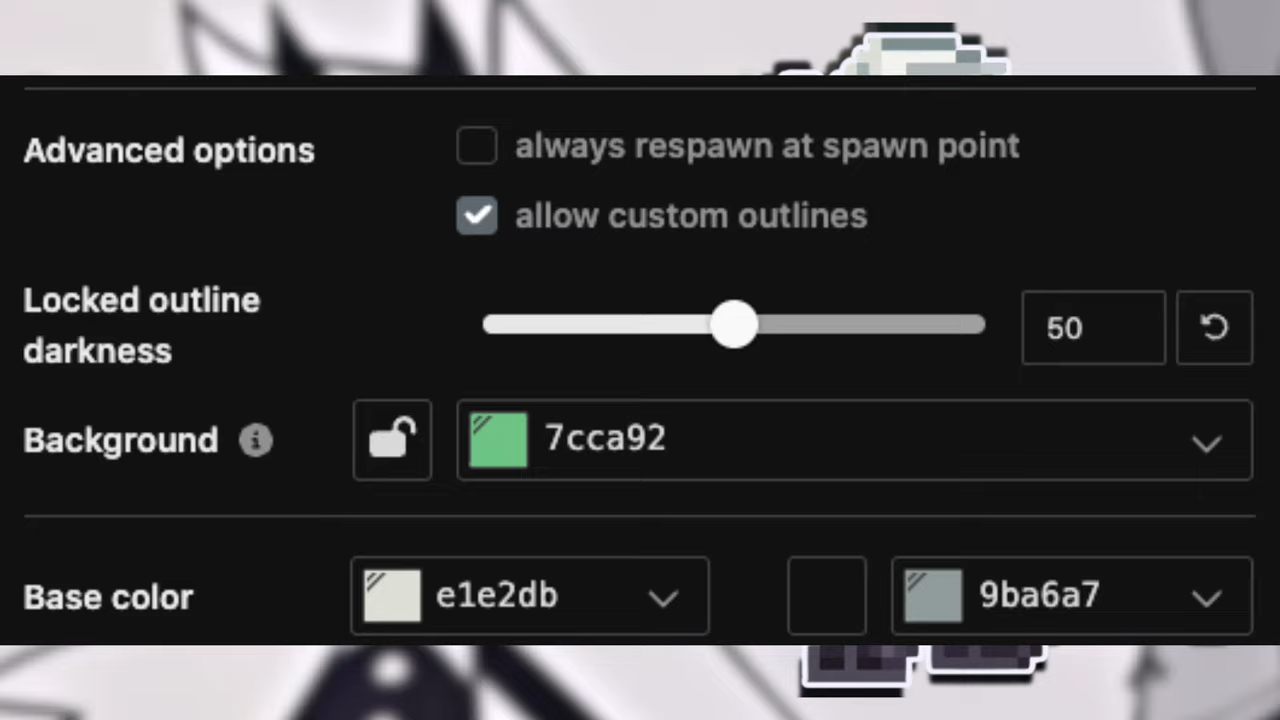 Advanced options
always respawn at spawn point
allow custom outlines
Locked outline
darkness
50
Background
7cca92
Base color
e1e2db
9ba6a7